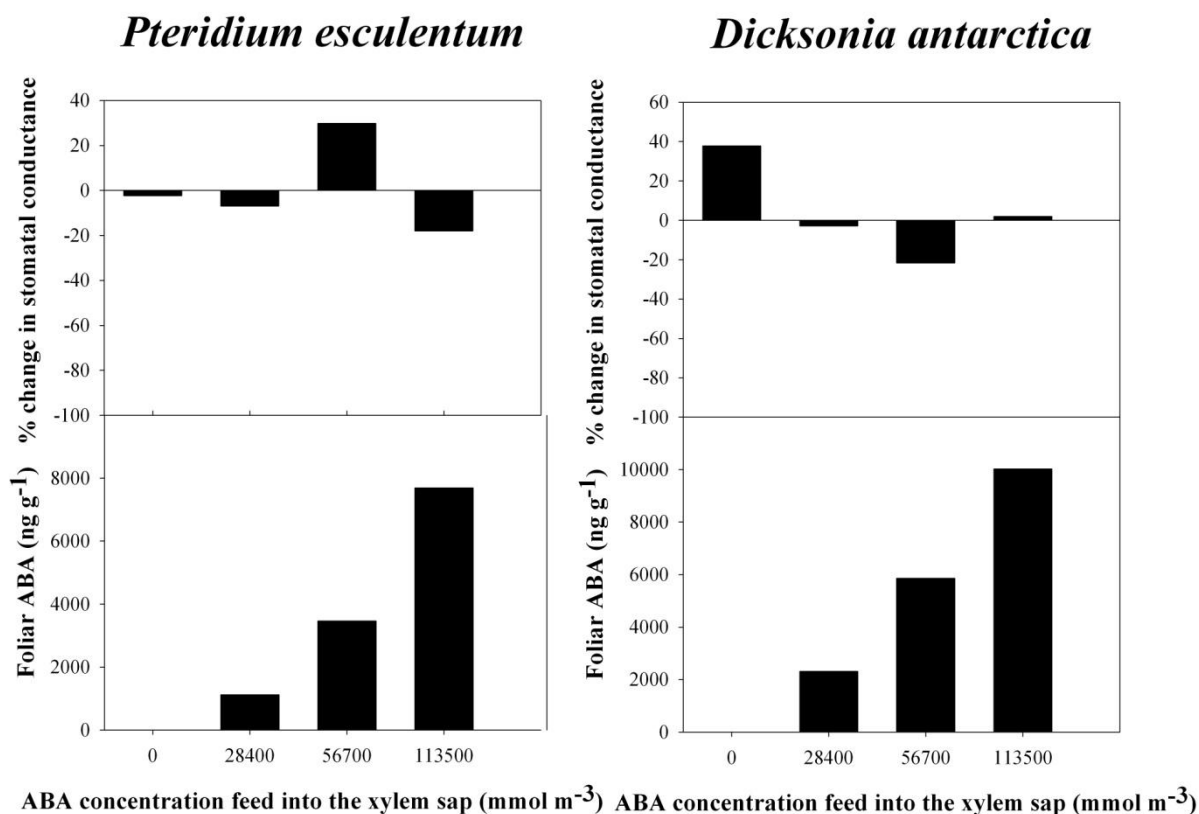 Pteridium esculentum
Dicksonia antarctica
% change in stomatal conductance
40
20
0
-20
-40
-60
-80
-100
Foliar ABA (ng g-1)
8000
6000
4000
2000
0
0 28400 56700 113500
ABA concentration feed into the xylem sap (mmol m-3)
% change in stomatal conductance
60
40
20
0
-20
-40
-60
-80
-100
Foliar ABA (ng g-1)
10000
8000
6000
4000
2000
0
0 28400 56700 113500
ABA concentration feed into the xylem sap (mmol m-3)